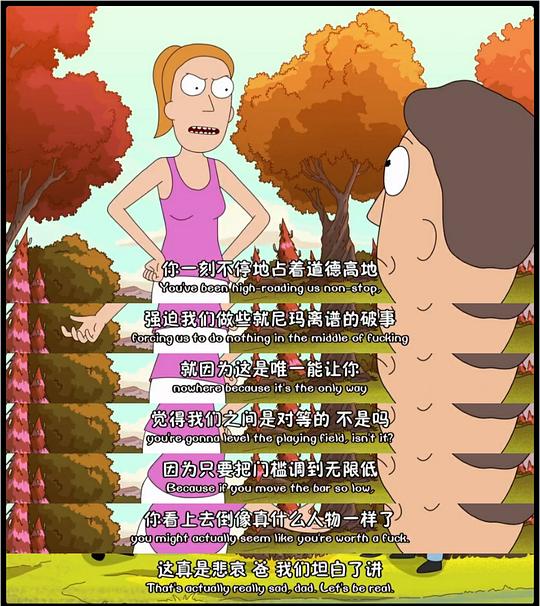 你一刻不停地占着道德高地
You've been high-roading us non-stop,
强迫我们做些就尼玛离谱的破事
forcing us to do nothing in the middle of fucking
就因为这是唯一能让你
nowhere because it's the only way
觉得我们之间是对等的 不是吗
you're gonna level the playing field, isn't it?
因为只要把门槛调到无限低
Because if you move the bar so low,
你看上去倒像真什么人物一样了
you might actually seem like you're worth a fuck.
这真是悲哀 爸 我们坦白了讲
That's actually really sad, dad. Let's be real.